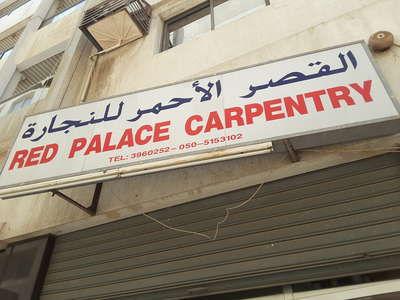 القصر الأحمر للنجارة
RED PALACE CARPENTRY
TEL: 3960252–050-5153102